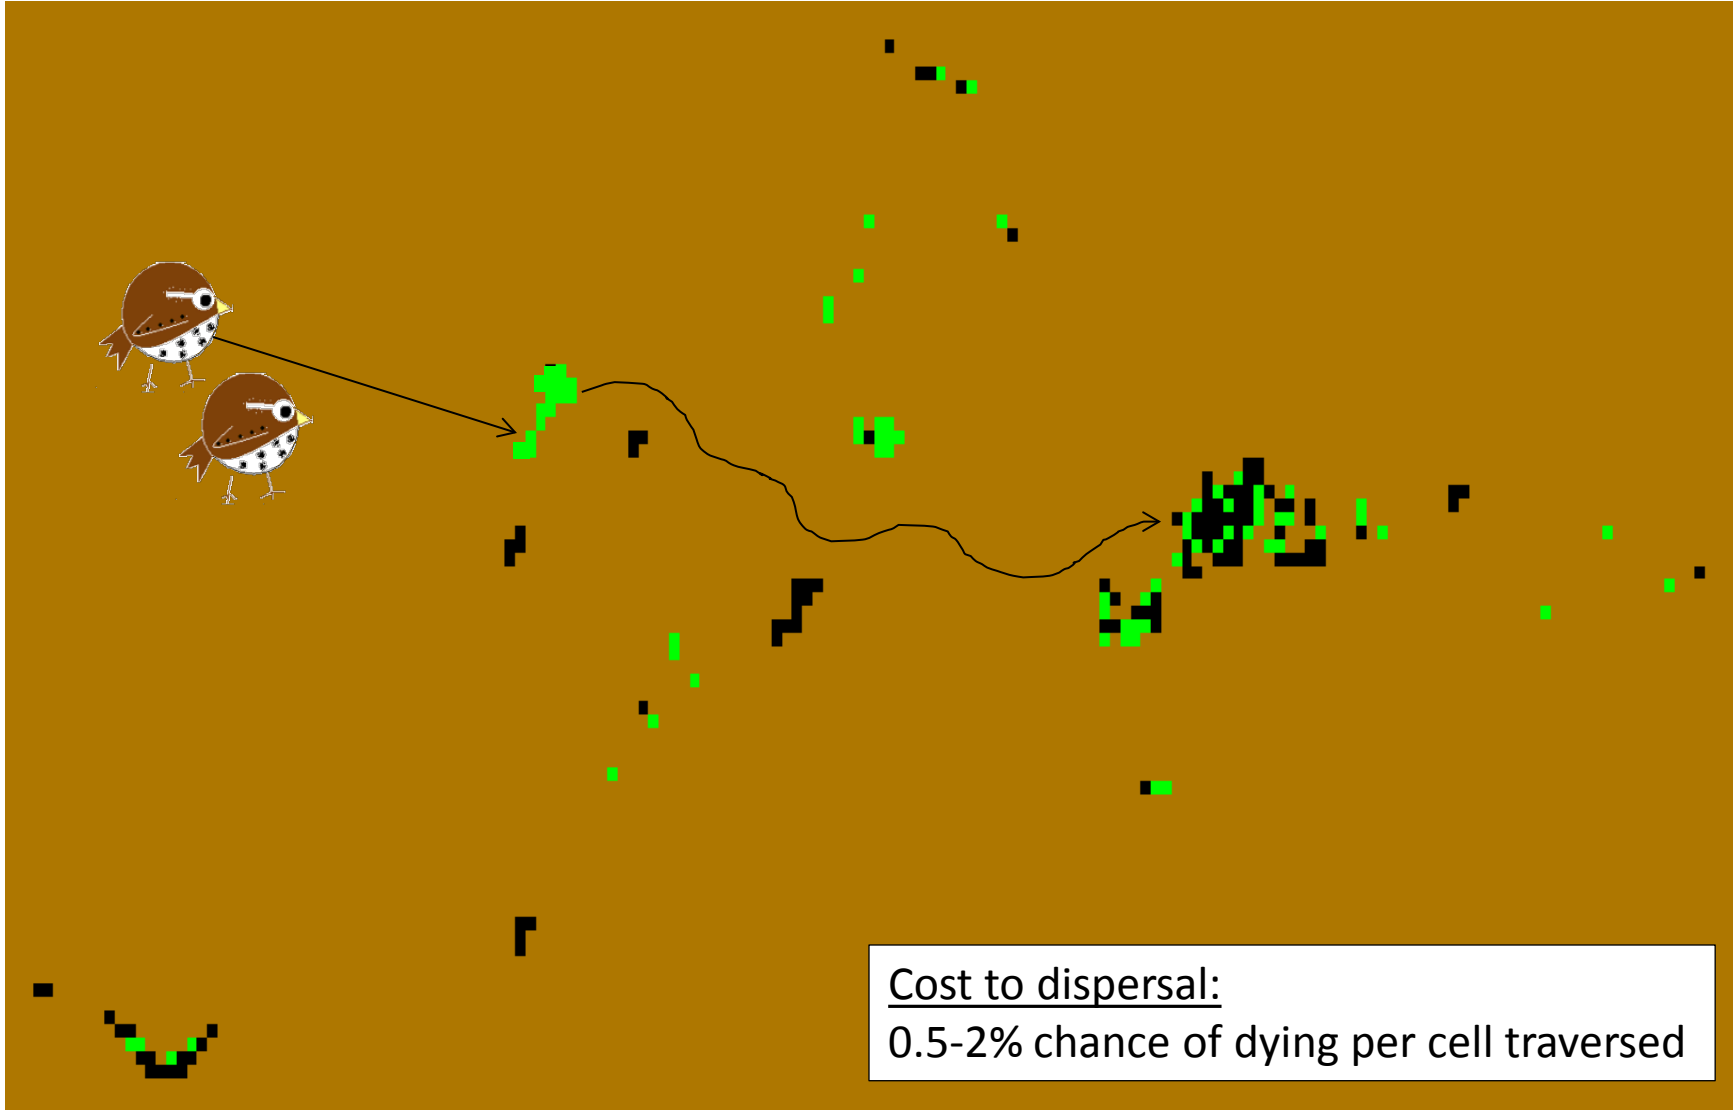 Cost to dispersal:
0.5-2% chance of dying per cell traversed